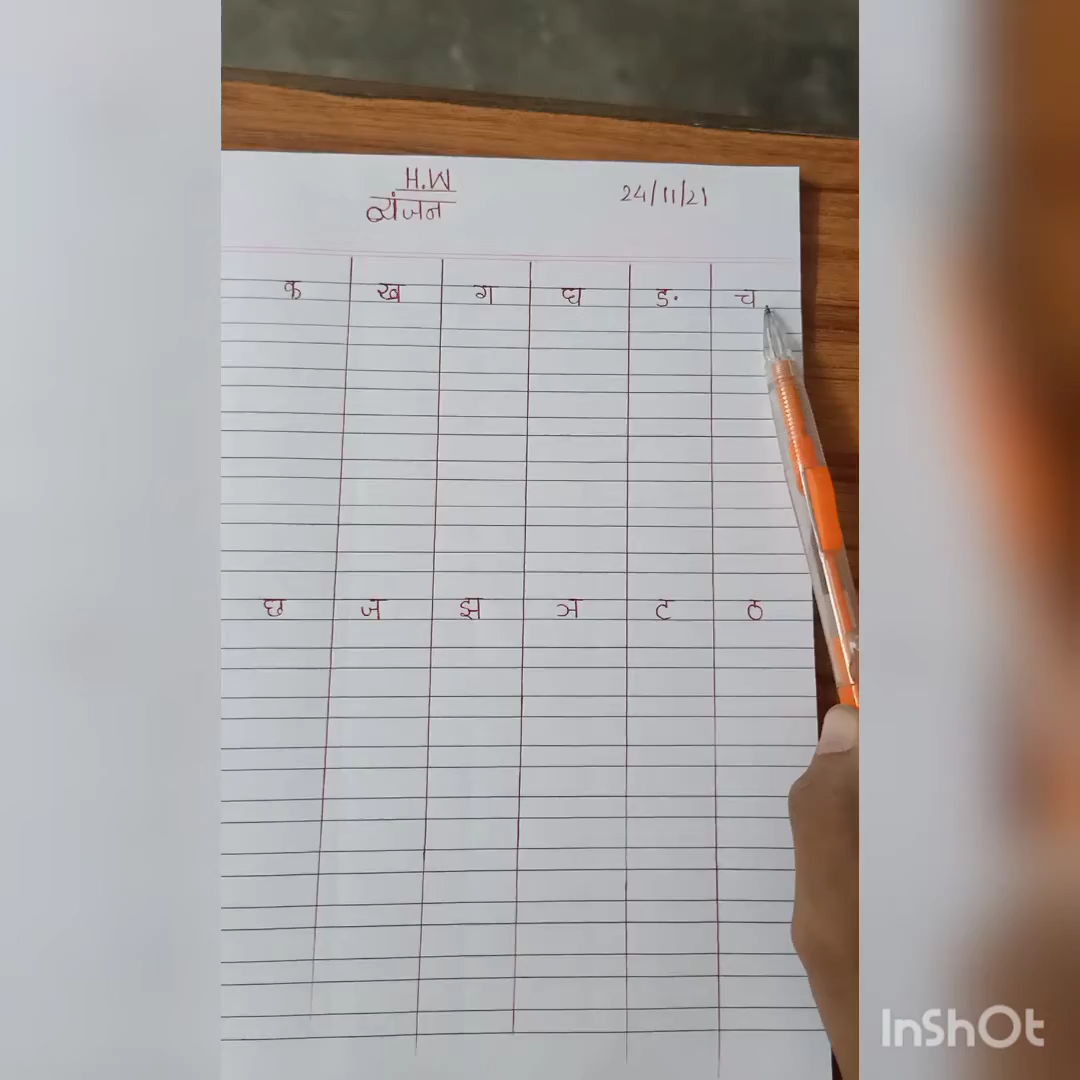 H.W
व्यंजन 24/11/21
क ख ग घ ङ च
छ ज झ ञ ट ठ
InShOt